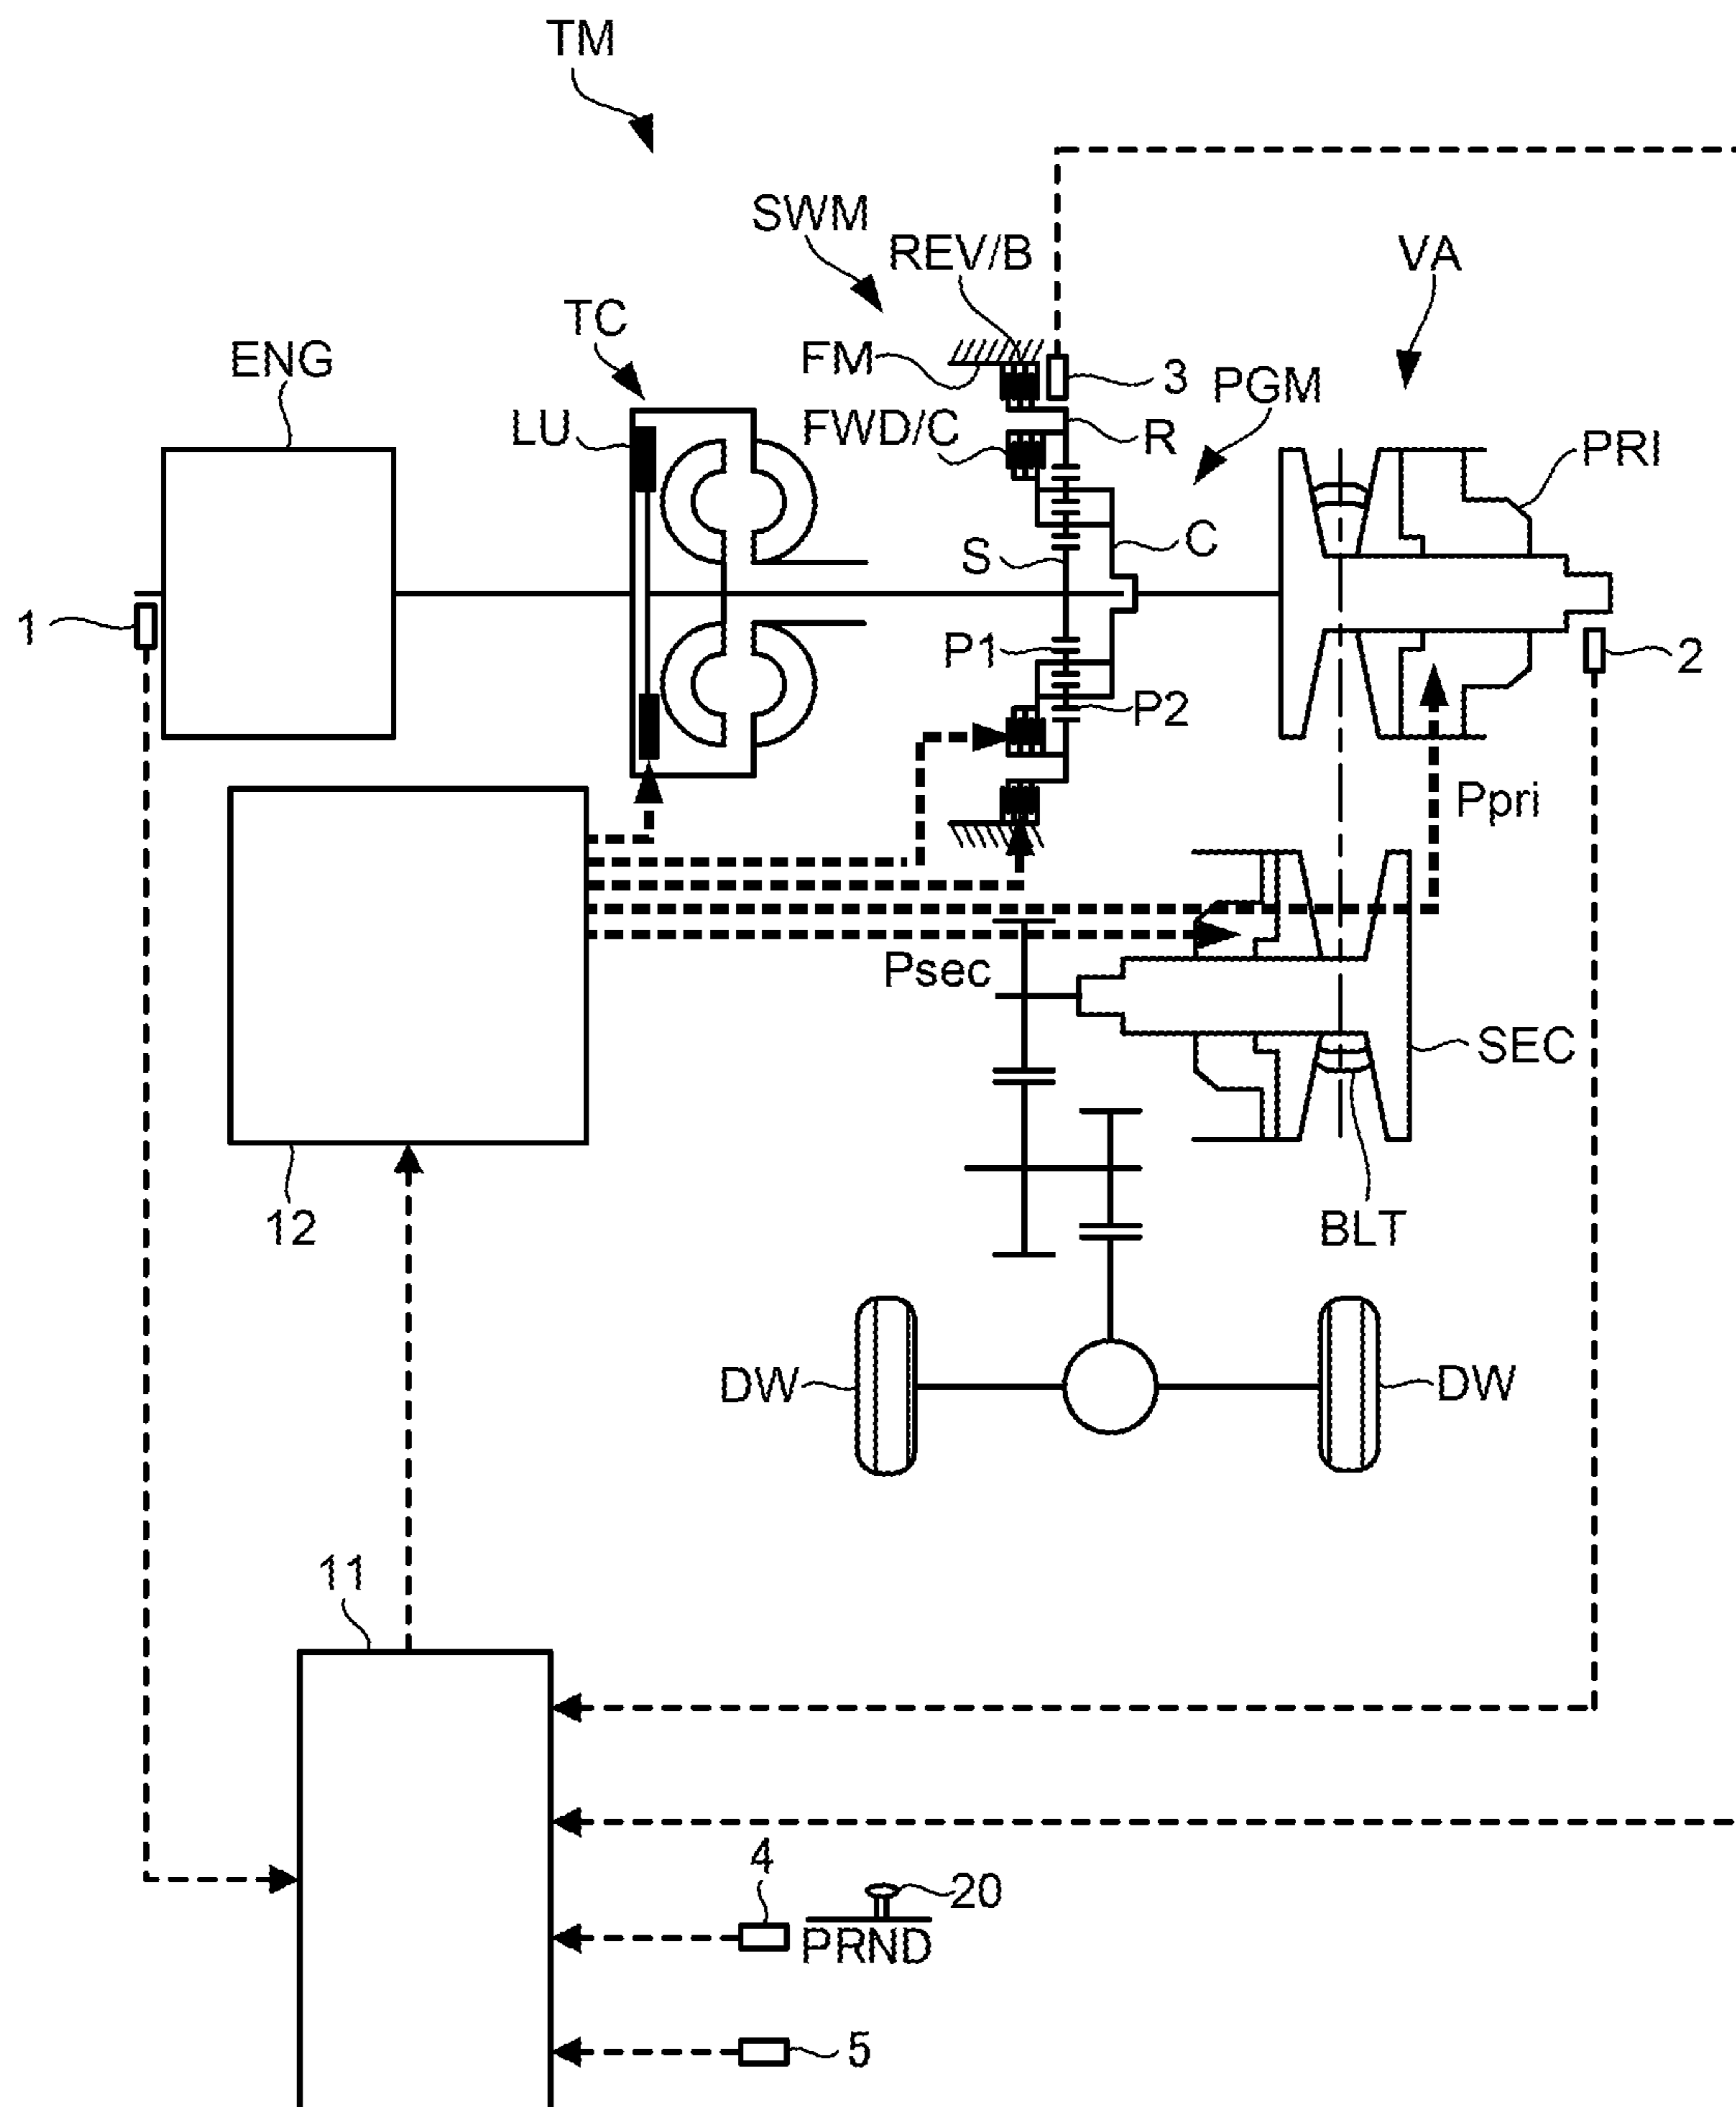 TM
SWM
REV/B
VA
TC
ENG
FM
3
PGM
LU
FWD/C
R
PRI
C
S
1
P1
2
P2
Ppri
Psec
SEC
12
BLT
DW
DW
11
4
20
PRND
5